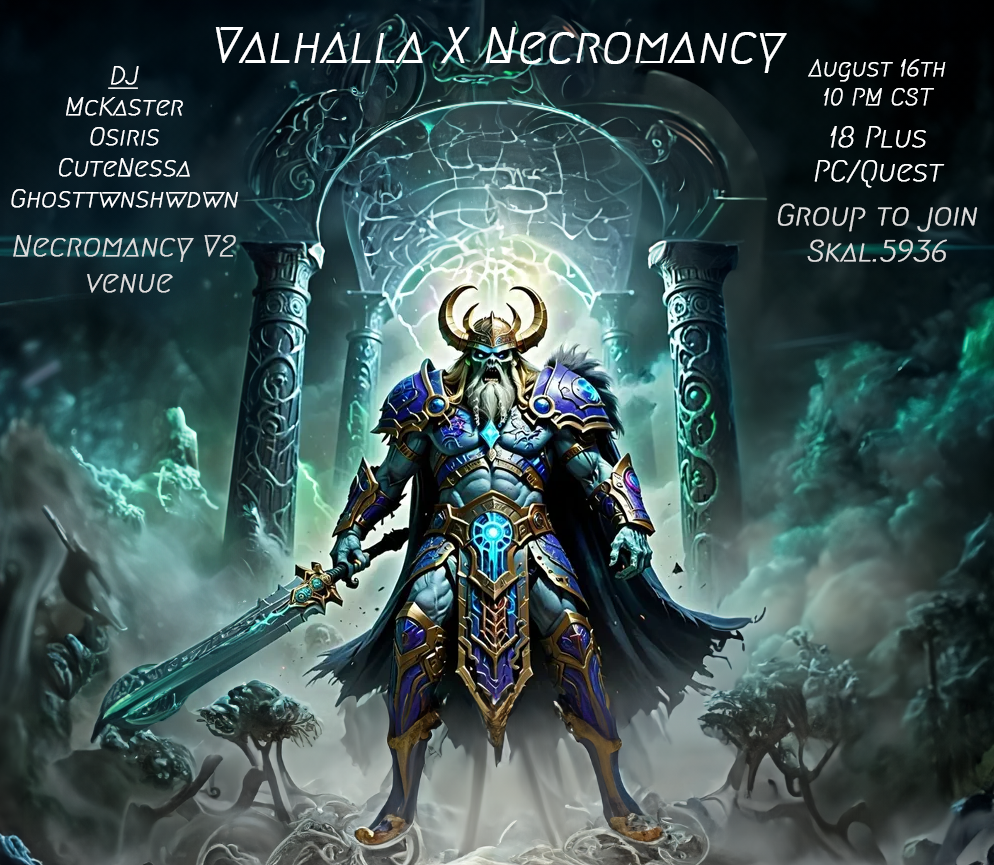 Valhalla X Necromancy
DJ
McKaster
Osiris
CuteNessa
Ghosttwnshwdwn
Necromancy V2
venue
August 16th
10 PM CST
18 Plus
PC/Quest
Group to join
Skal.5936